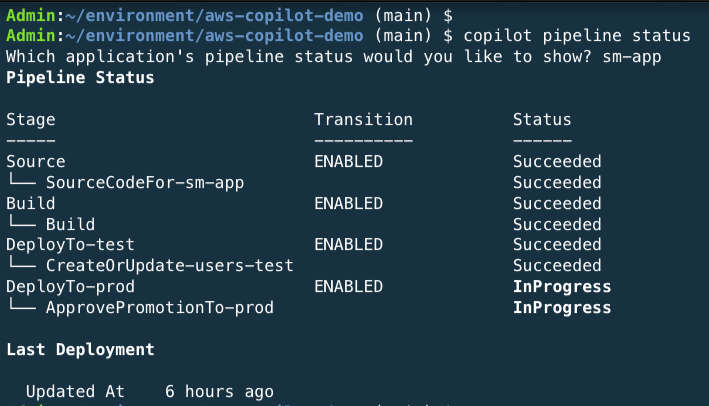 Admin:~/environment/aws-copilot-demo (main) $
Admin:~/environment/aws-copilot-demo (main) $ copilot pipeline status
Which application's pipeline status would you like to show? sm-app
Pipeline Status
Stage Transition Status
----- ---------- ------
Source ENABLED Succeeded
└── SourceCodeFor-sm-app Succeeded
Build ENABLED Succeeded
└── Build Succeeded
DeployTo-test ENABLED Succeeded
└── CreateOrUpdate-users-test Succeeded
DeployTo-prod ENABLED InProgress
└── ApprovePromotionTo-prod InProgress
Last Deployment
Updated At 6 hours ago